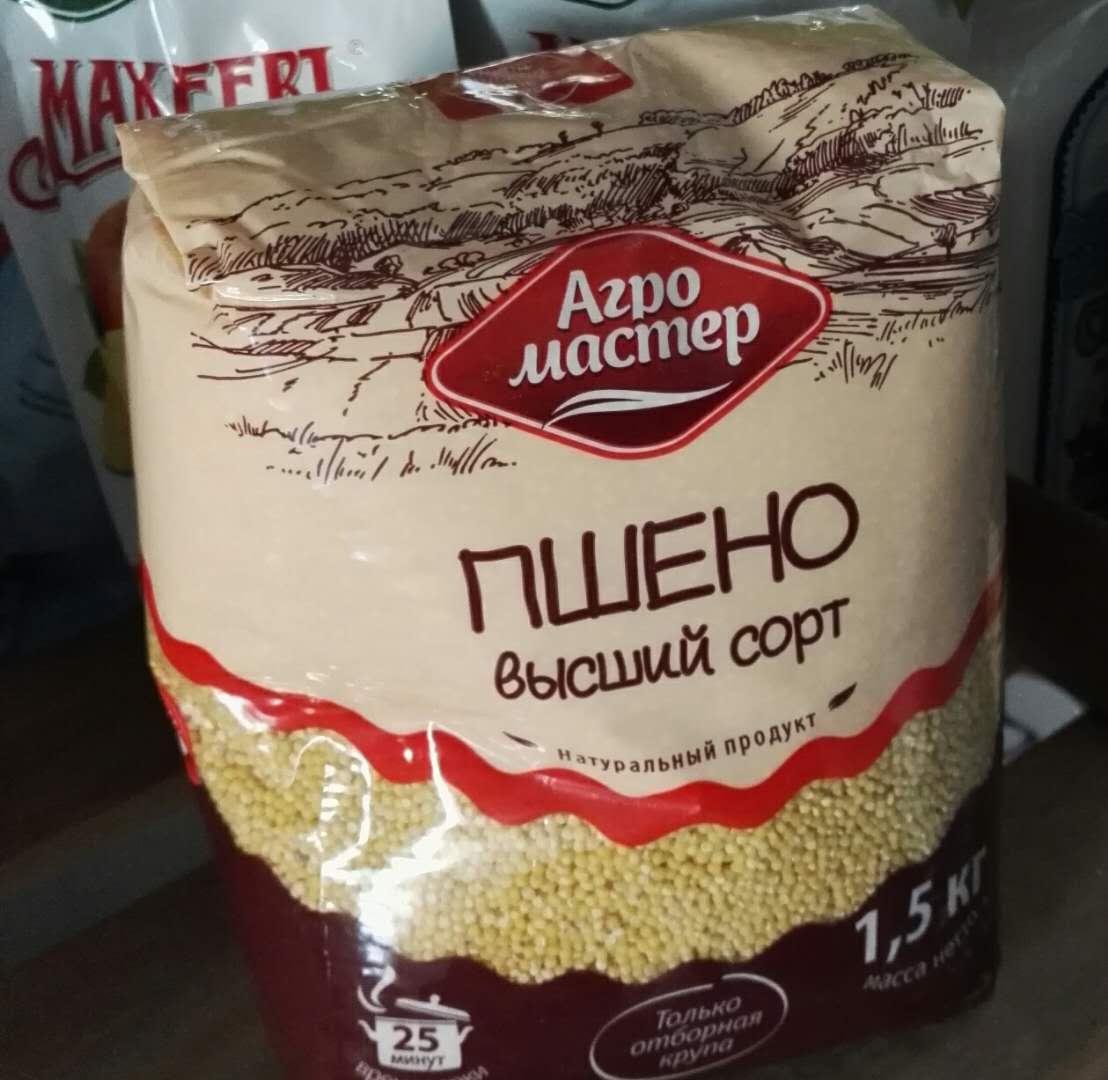 MAKFERI
Агро
мастер
ПШЕНО
высший сорт
Натуральный продукт
1,5 кг
масса нетто
25
минут
Только
отборная
крупа